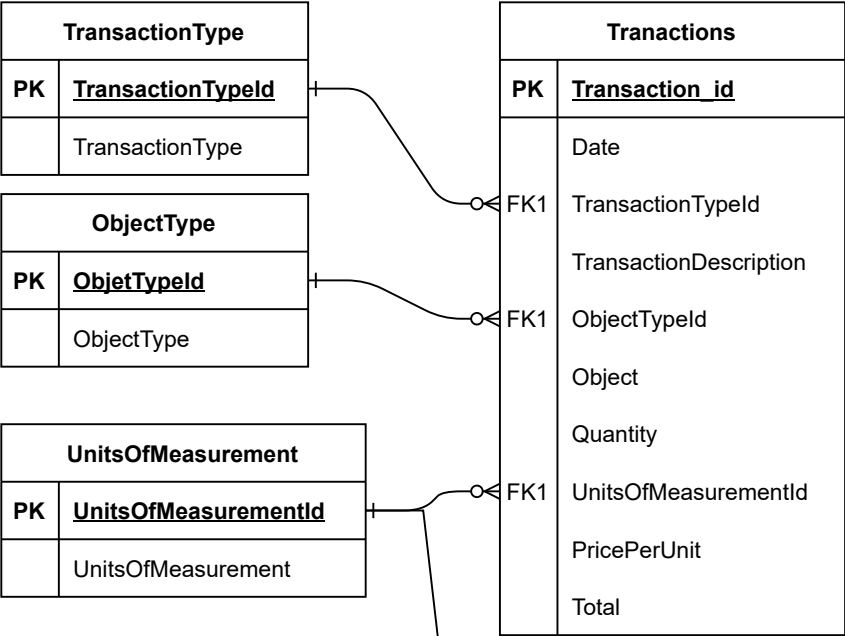 TransactionType
PK TransactionTypeId
TransactionType
ObjectType
PK ObjetTypeId
ObjectType
UnitsOfMeasurement
PK UnitsOfMeasurementId
UnitsOfMeasurement
Tranactions
PK Transaction_id
Date
FK1 TransactionTypeId
TransactionDescription
FK1 ObjectTypeId
Object
Quantity
FK1 UnitsOfMeasurementId
PricePerUnit
Total